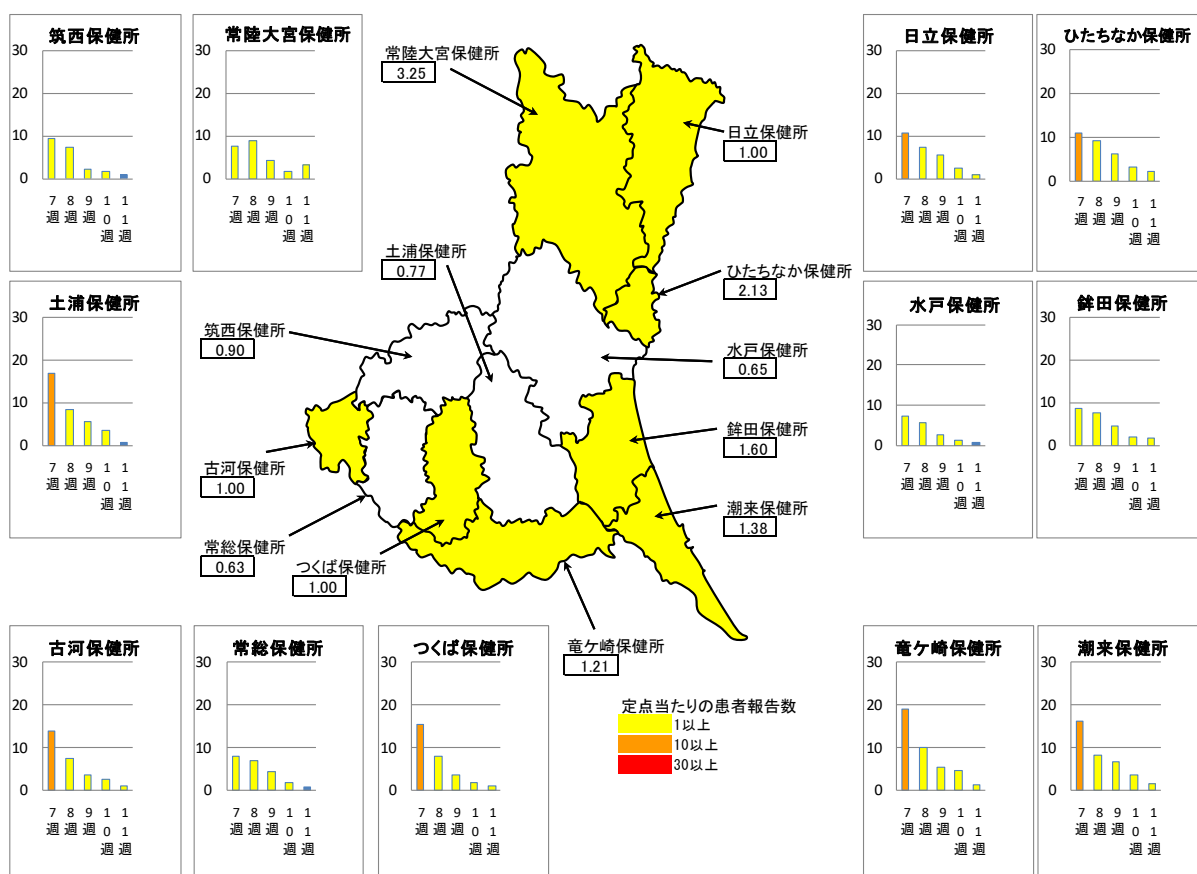 筑西保健所
30
20
10
0
7週
8週
9週
10週
11週
常陸大宮保健所
30
20
10
0
7週
8週
9週
10週
11週
日立保健所
30
20
10
0
7週
8週
9週
10週
11週
ひたちなか保健所
30
20
10
0
7週
8週
9週
10週
11週
常陸大宮保健所
3.25
日立保健所
1.00
土浦保健所
0.77
ひたちなか保健所
2.13
筑西保健所
0.90
水戸保健所
0.65
鉾田保健所
1.60
古河保健所
1.00
潮来保健所
1.38
常総保健所
0.63
つくば保健所
1.00
竜ケ崎保健所
1.21
土浦保健所
30
20
10
0
7週
8週
9週
10週
11週
水戸保健所
30
20
10
0
7週
8週
9週
10週
11週
鉾田保健所
30
20
10
0
7週
8週
9週
10週
11週
古河保健所
30
20
10
0
7週
8週
9週
10週
11週
常総保健所
30
20
10
0
7週
8週
9週
10週
11週
つくば保健所
30
20
10
0
7週
8週
9週
10週
11週
定点当たりの患者報告数
1以上
10以上
30以上
竜ケ崎保健所
30
20
10
0
7週
8週
9週
10週
11週
潮来保健所
30
20
10
0
7週
8週
9週
10週
11週